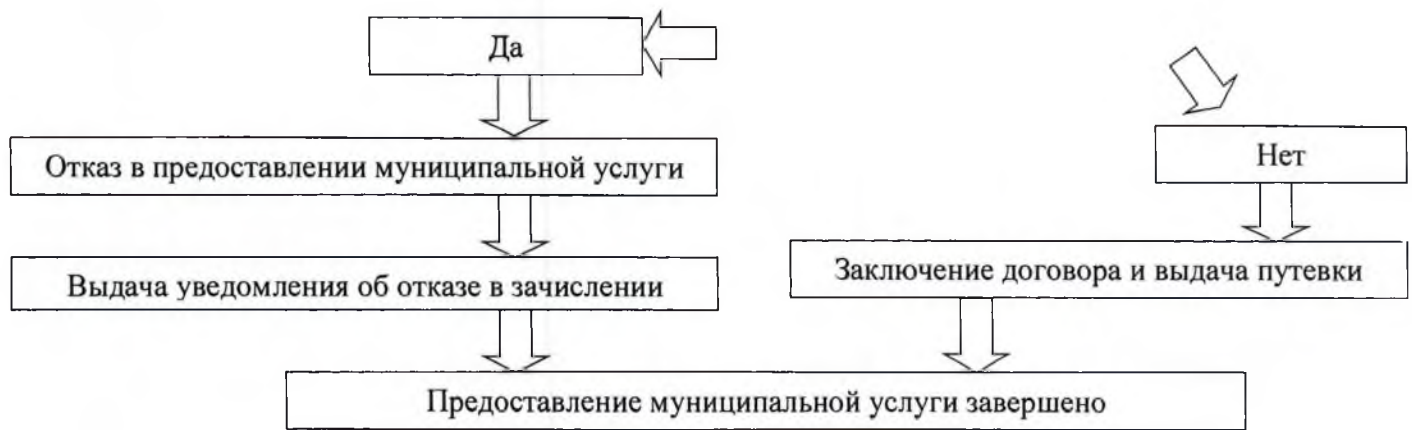 Да
Нет
Отказ в предоставлении муниципальной услуги
Выдача уведомления об отказе в зачислении
Заключение договора и выдача путевки
Предоставление муниципальной услуги завершено